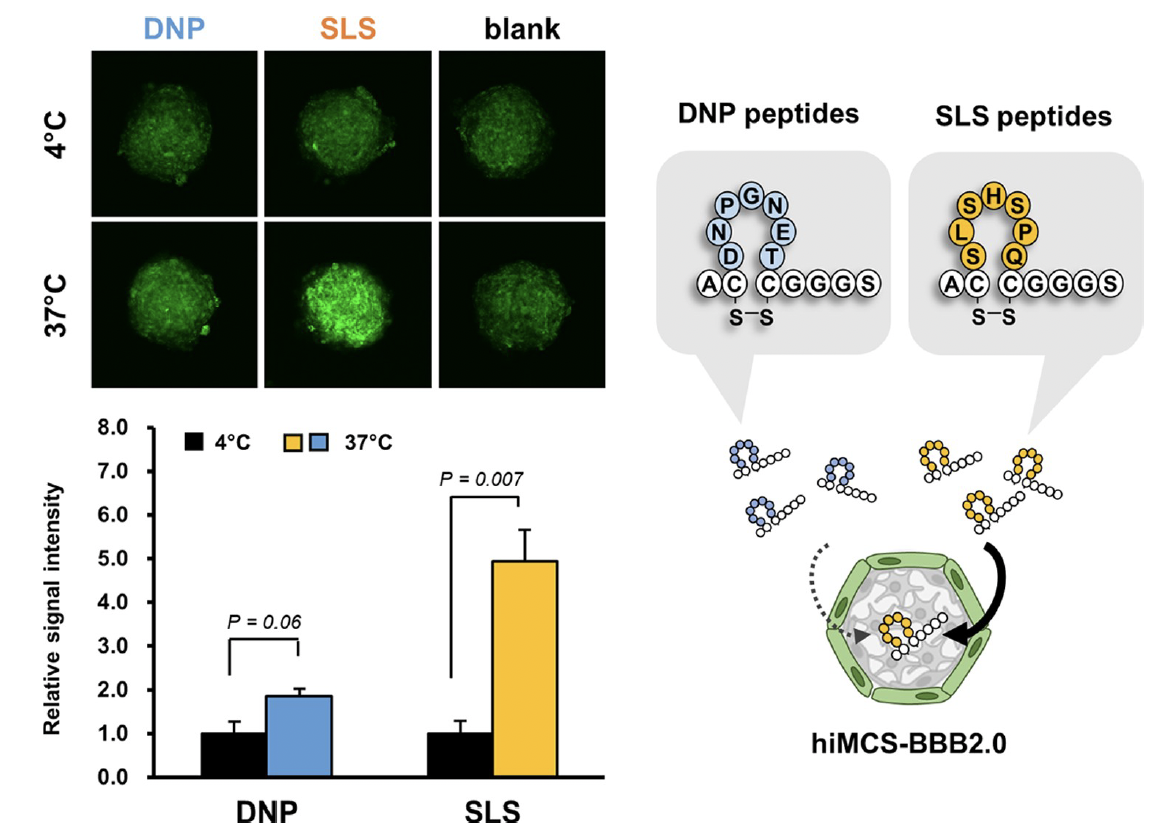 DNP SLS blank
4°C
37°C
8.0
7.0
6.0
5.0
4.0
3.0
2.0
1.0
0.0
Relative signal intensity
4°C 37°C
P = 0.007
P = 0.06
DNP SLS
DNP peptides
P G N
N E
D T
A C C G G G S
S–S
SLS peptides
S H S
L P
S Q
A C C G G G S
S–S
hiMCS-BBB2.0